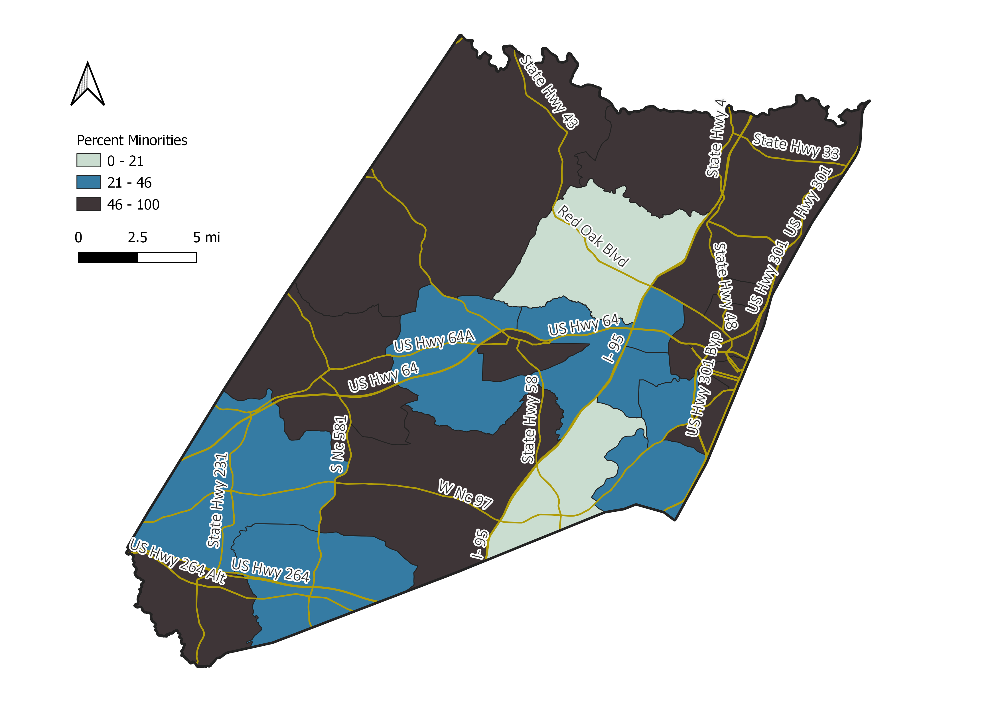 Percent Minorities
0 - 21
21 - 46
46 - 100
0 2.5 5 mi
State Hwy 43
State Hwy 4
State Hwy 33
US Hwy 301
Red Oak Blvd
US Hwy 301
State Hwy 48
US Hwy 64
US Hwy 64A
I- 95
US Hwy 301 Byp
US Hwy 64
State Hwy 58
S Nc 581
State Hwy 231
W Nc 97
I- 95
US Hwy 264 Alt
US Hwy 264